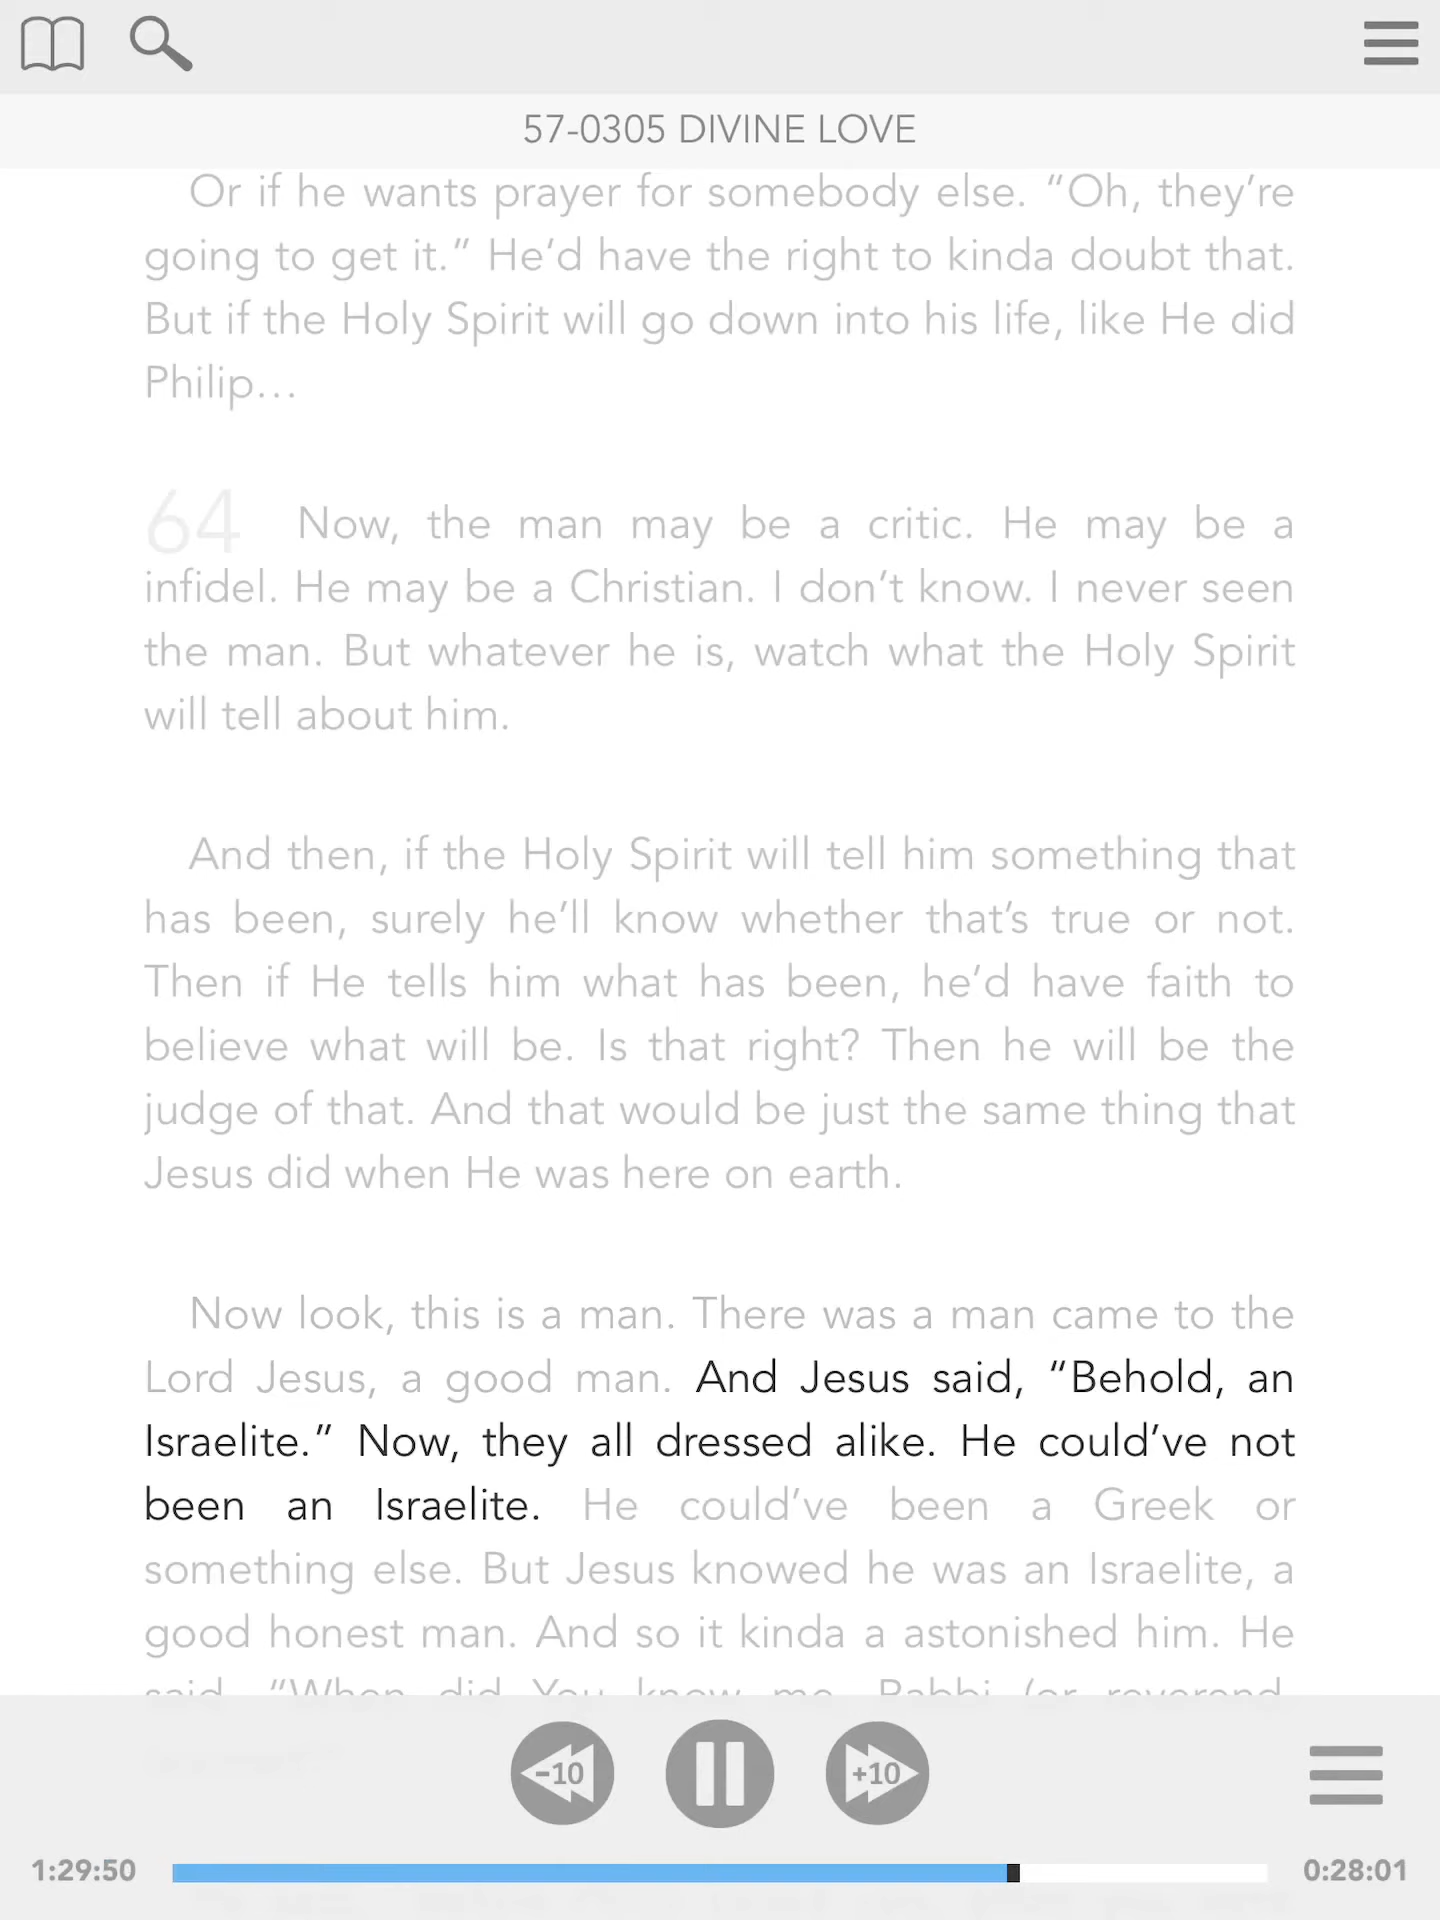 57-0305 DIVINE LOVE
Or if he wants prayer for somebody else. “Oh, they’re
going to get it.” He’d have the right to kinda doubt that.
But if the Holy Spirit will go down into his life, like He did
Philip…
64 Now, the man may be a critic. He may be a
infidel. He may be a Christian. I don’t know. I never seen
the man. But whatever he is, watch what the Holy Spirit
will tell about him.
And then, if the Holy Spirit will tell him something that
has been, surely he’ll know whether that’s true or not.
Then if He tells him what has been, he’d have faith to
believe what will be. Is that right? Then he will be the
judge of that. And that would be just the same thing that
Jesus did when He was here on earth.
Now look, this is a man. There was a man came to the
Lord Jesus, a good man. And Jesus said, “Behold, an
Israelite.” Now, they all dressed alike. He could’ve not
been an Israelite. He could’ve been a Greek or
something else. But Jesus knowed he was an Israelite, a
good honest man. And so it kinda a astonished him. He
said, “When did You know me, Rabbi (or reverend,
-10
+10
1:29:50
0:28:01